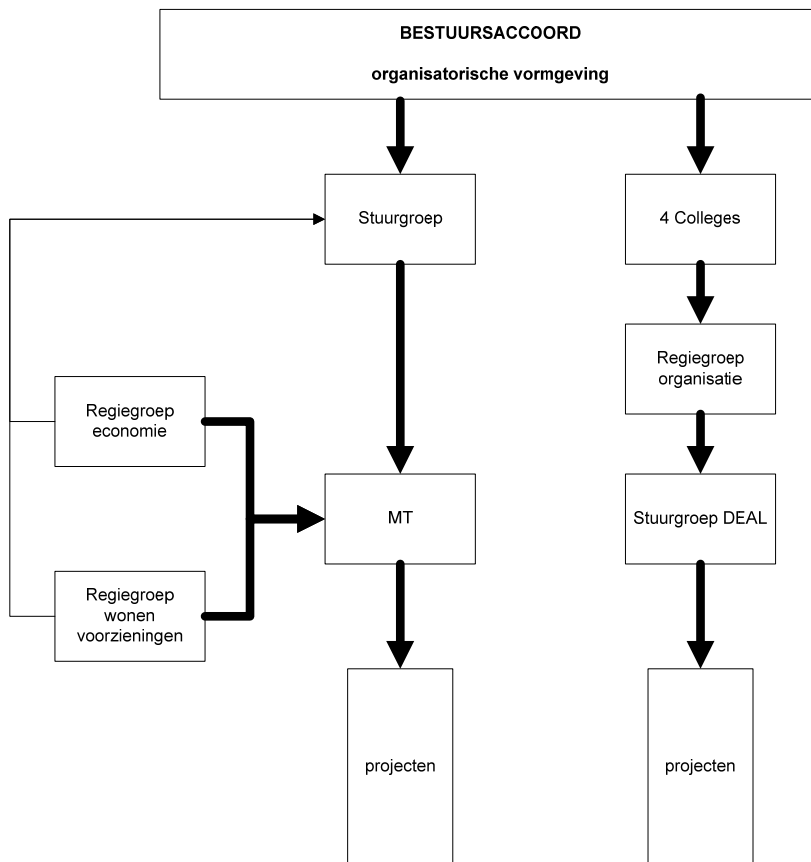 BESTUURSACCOORD
organisatorische vormgeving
Stuurgroep
4 Colleges
Regiegroep
organisatie
Regiegroep
economie
MT
Stuurgroep DEAL
Regiegroep
wonen
voorzieningen
projecten
projecten